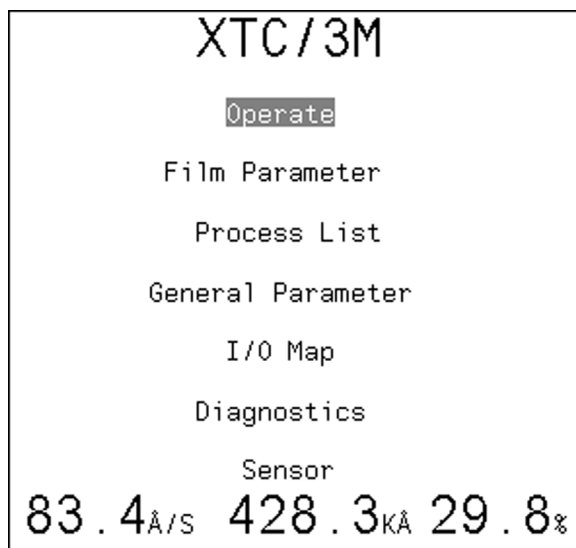 XTC/3M
Operate
Film Parameter
Process List
General Parameter
I/O Map
Diagnostics
Sensor
83.4Å/S 428.3KÅ 29.8%